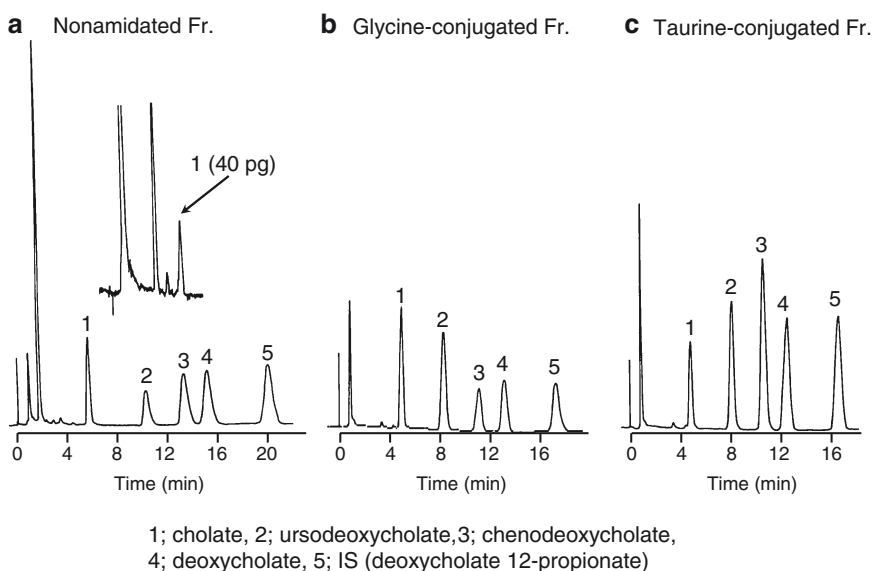 a Nonamidated Fr.
b Glycine-conjugated Fr.
c Taurine-conjugated Fr.
1 (40 pg)
1
2
3
4
5
1
2
3
4
5
1
2
3
4
5
0 4 8 12 16 20
0 4 8 12 16
0 4 8 12 16
Time (min)
Time (min)
Time (min)
1; cholate, 2; ursodeoxycholate,3; chenodeoxycholate,
4; deoxycholate, 5; IS (deoxycholate 12-propionate)